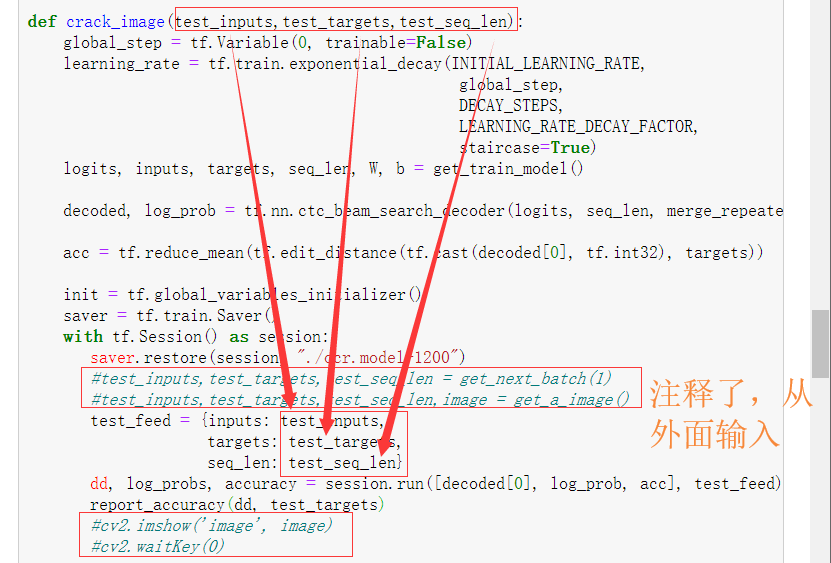 def crack_image(test_inputs,test_targets,test_seq_len):
global_step = tf.Variable(0, trainable=False)
learning_rate = tf.train.exponential_decay(INITIAL_LEARNING_RATE,
global_step,
DECAY_STEPS,
LEARNING_RATE_DECAY_FACTOR,
staircase=True)
logits, inputs, targets, seq_len, W, b = get_train_model()
decoded, log_prob = tf.nn.ctc_beam_search_decoder(logits, seq_len, merge_repeate
acc = tf.reduce_mean(tf.edit_distance(tf.cast(decoded[0], tf.int32), targets))
init = tf.global_variables_initializer()
saver = tf.train.Saver()
with tf.Session() as session:
saver.restore(session, "./ocr.model-1200")
#test_inputs,test_targets,test_seq_len = get_next_batch(1)
#test_inputs,test_targets,test_seq_len,image = get_a_image()
注释了，从
外面输入
test_feed = {inputs: test_inputs,
targets: test_targets,
seq_len: test_seq_len}
dd, log_probs, accuracy = session.run([decoded[0], log_prob, acc], test_feed)
report_accuracy(dd, test_targets)
#cv2.imshow('image', image)
#cv2.waitKey(0)